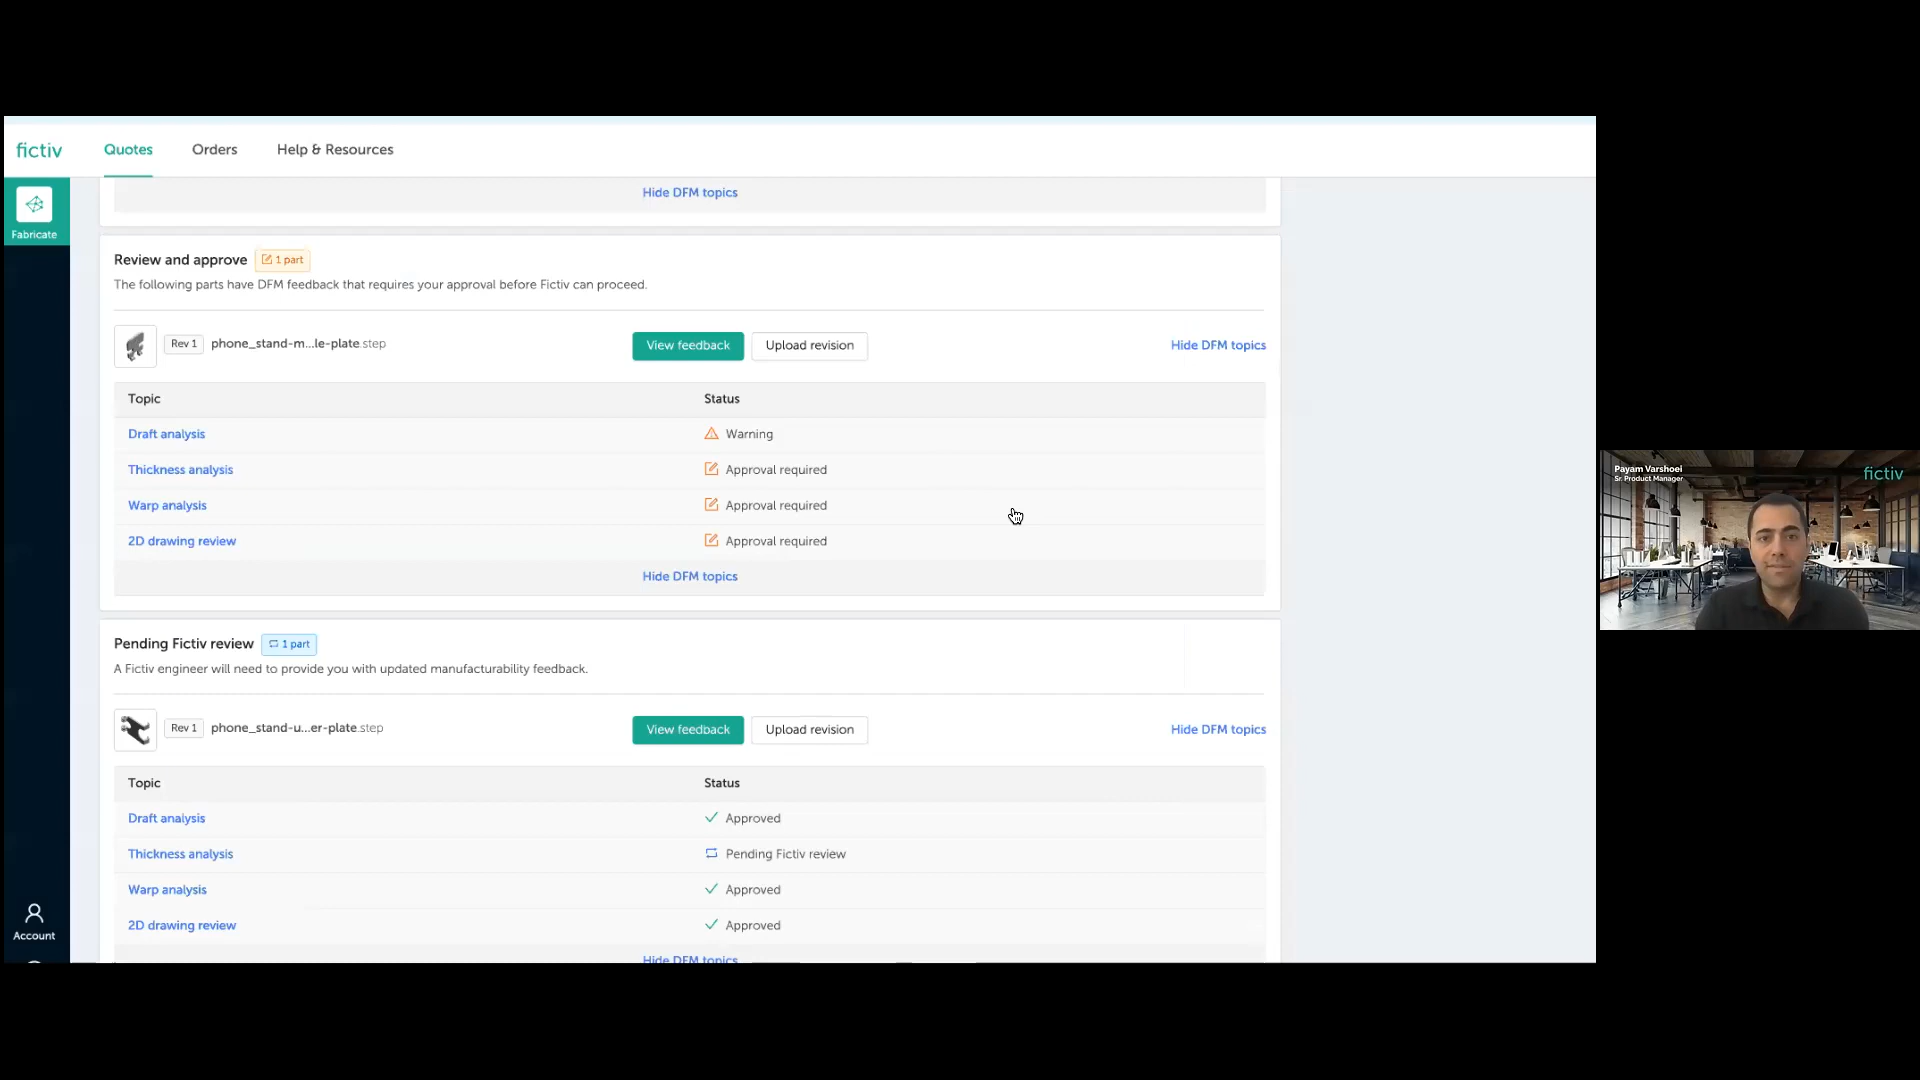 fictiv
Quotes
Orders
Help & Resources
Fabricate
Hide DFM topics
Review and approve
1 part
The following parts have DFM feedback that requires your approval before Fictiv can proceed.
Rev 1
phone_stand-m...le-plate.step
View feedback
Upload revision
Hide DFM topics
Topic
Status
Draft analysis
Warning
Thickness analysis
Approval required
Warp analysis
Approval required
2D drawing review
Approval required
Hide DFM topics
Payam Varshoei
Sr. Product Manager
fictiv
Pending Fictiv review
1 part
A Fictiv engineer will need to provide you with updated manufacturability feedback.
Rev 1
phone_stand-u...er-plate.step
View feedback
Upload revision
Hide DFM topics
Topic
Status
Draft analysis
Approved
Thickness analysis
Pending Fictiv review
Warp analysis
Approved
2D drawing review
Approved
Hide DFM topics
Account